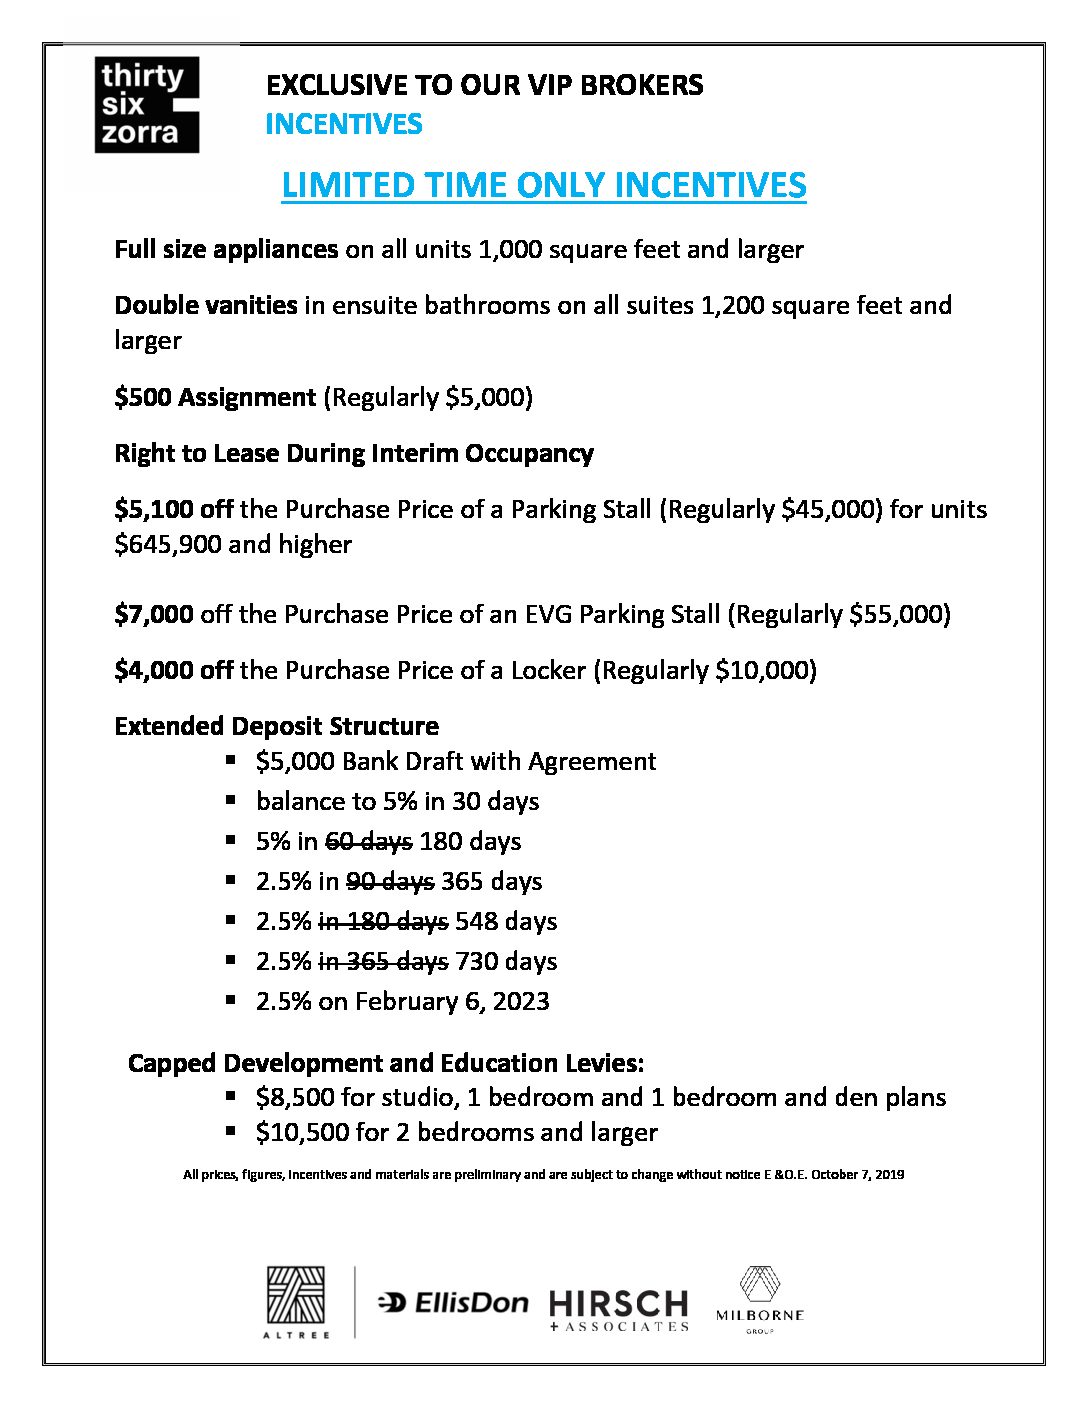 thirty
six
zorra
EXCLUSIVE TO OUR VIP BROKERS
INCENTIVES
LIMITED TIME ONLY INCENTIVES
Full size appliances on all units 1,000 square feet and larger
Double vanities in ensuite bathrooms on all suites 1,200 square feet and
larger
$500 Assignment (Regularly $5,000)
Right to Lease During Interim Occupancy
$5,100 off the Purchase Price of a Parking Stall (Regularly $45,000) for units
$645,900 and higher
$7,000 off the Purchase Price of an EVG Parking Stall (Regularly $55,000)
$4,000 off the Purchase Price of a Locker (Regularly $10,000)
Extended Deposit Structure
▪ $5,000 Bank Draft with Agreement
▪ balance to 5% in 30 days
▪ 5% in 60 days 180 days
▪ 2.5% in 90 days 365 days
▪ 2.5% in 180 days 548 days
▪ 2.5% in 365 days 730 days
▪ 2.5% on February 6, 2023
Capped Development and Education Levies:
▪ $8,500 for studio, 1 bedroom and 1 bedroom and den plans
▪ $10,500 for 2 bedrooms and larger
All prices, figures, incentives and materials are preliminary and are subject to change without notice E &O.E. October 7, 2019
ALTREE
EllisDon
HIRSCH
+ ASSOCIATES
MILBORNE
GROUP